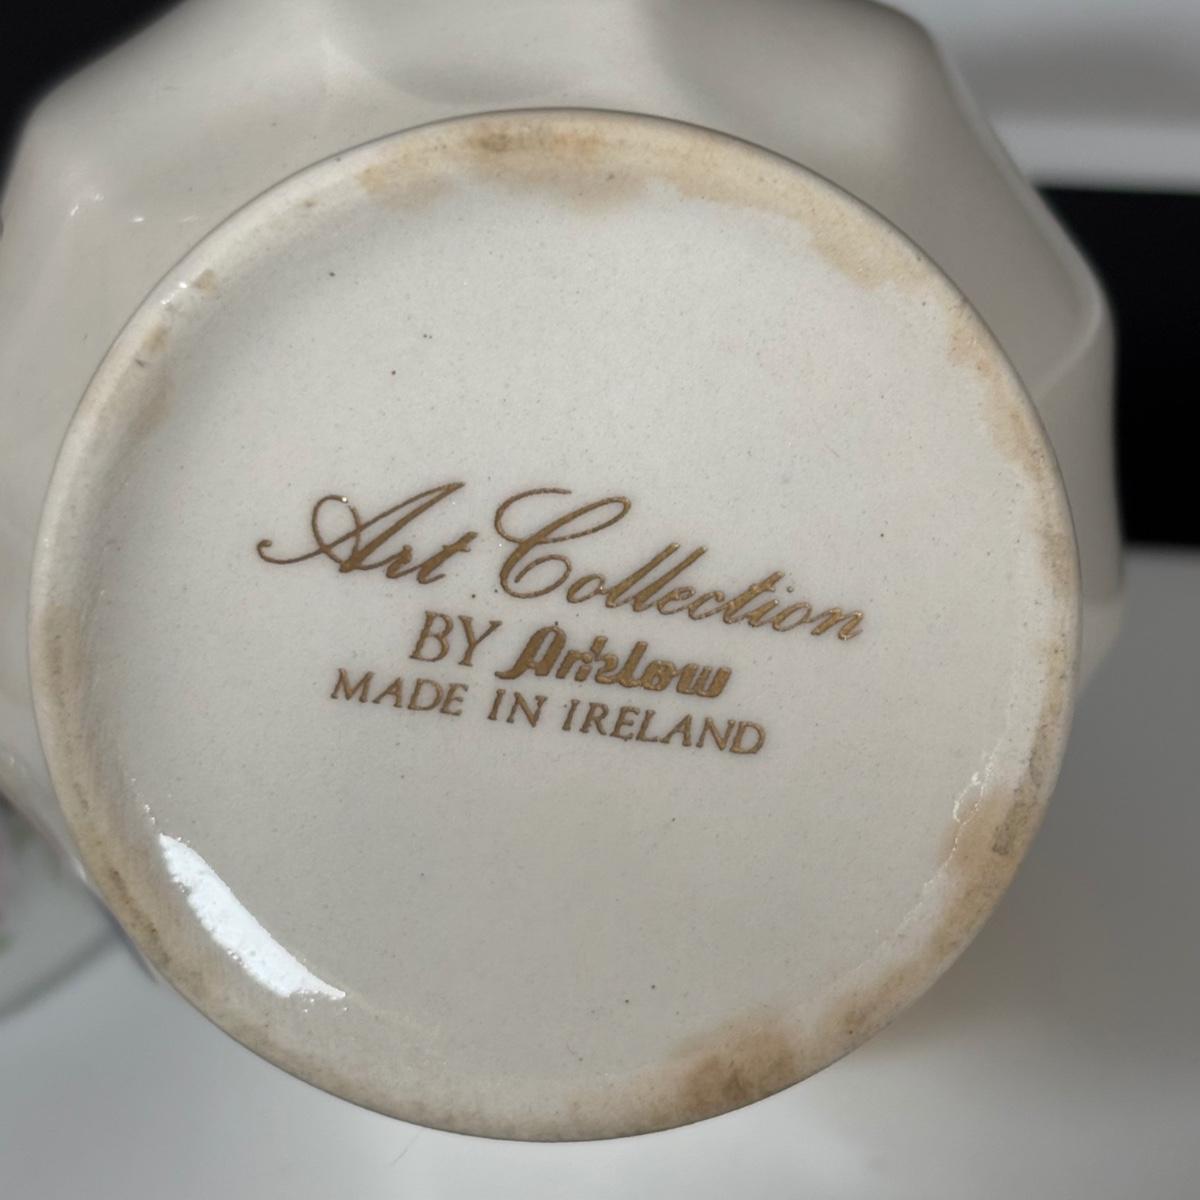 Art Collection
BY Arklow
MADE IN IRELAND